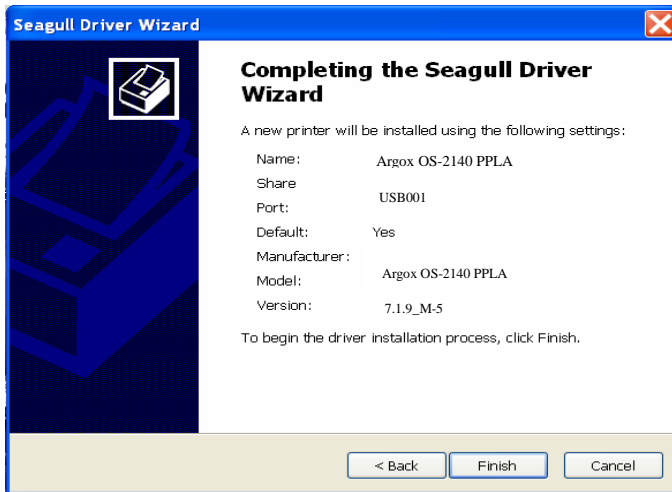 Seagull Driver Wizard
Completing the Seagull Driver
Wizard
A new printer will be installed using the following settings:
Name: Argox OS-2140 PPLA
Share
Port: USB001
Default: Yes
Manufacturer:
Model: Argox OS-2140 PPLA
Version: 7.1.9_M-5
To begin the driver installation process, click Finish.
< Back Finish Cancel